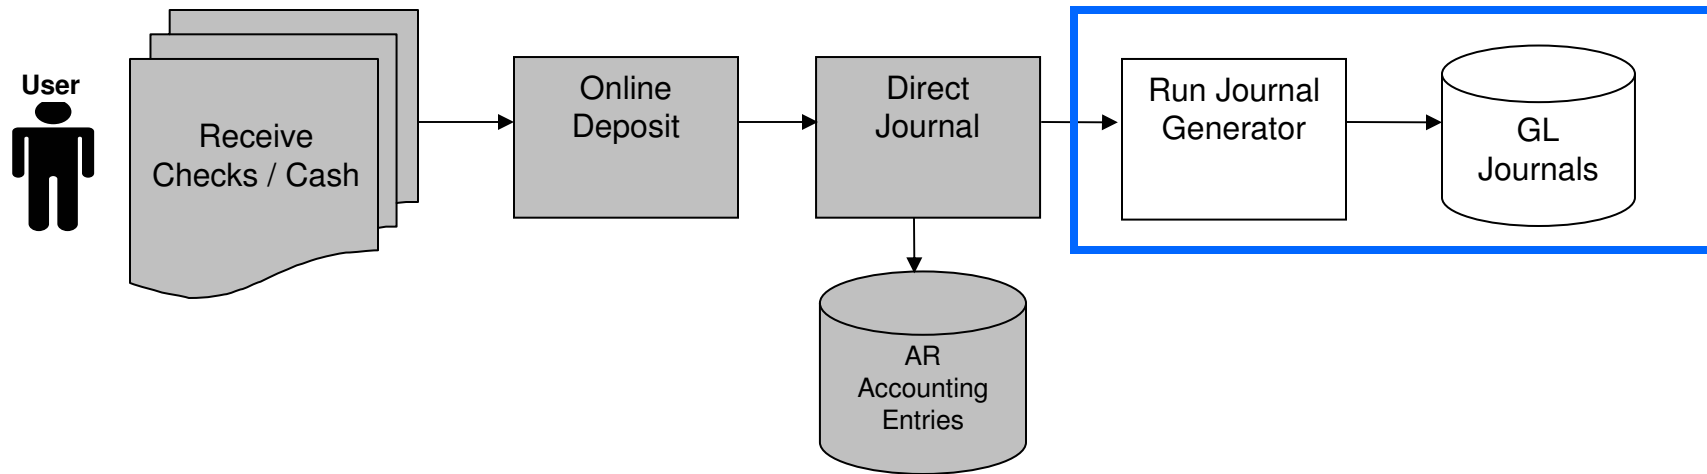 User
Receive
Checks / Cash
Online
Deposit
Direct
Journal
Run Journal
Generator
GL
Journals
AR
Accounting
Entries